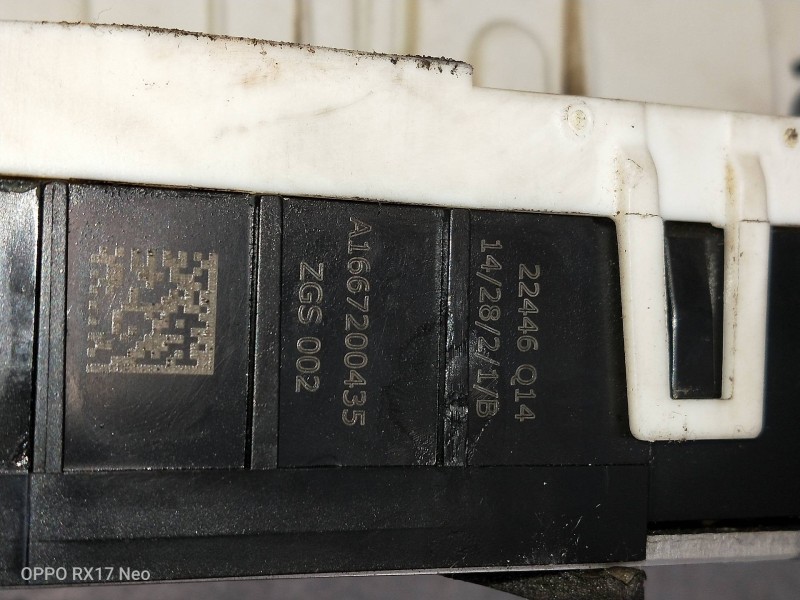 A1667200435
ZGS 002
22446 Q14
14/28/2/1/B
OPPO RX17 Neo